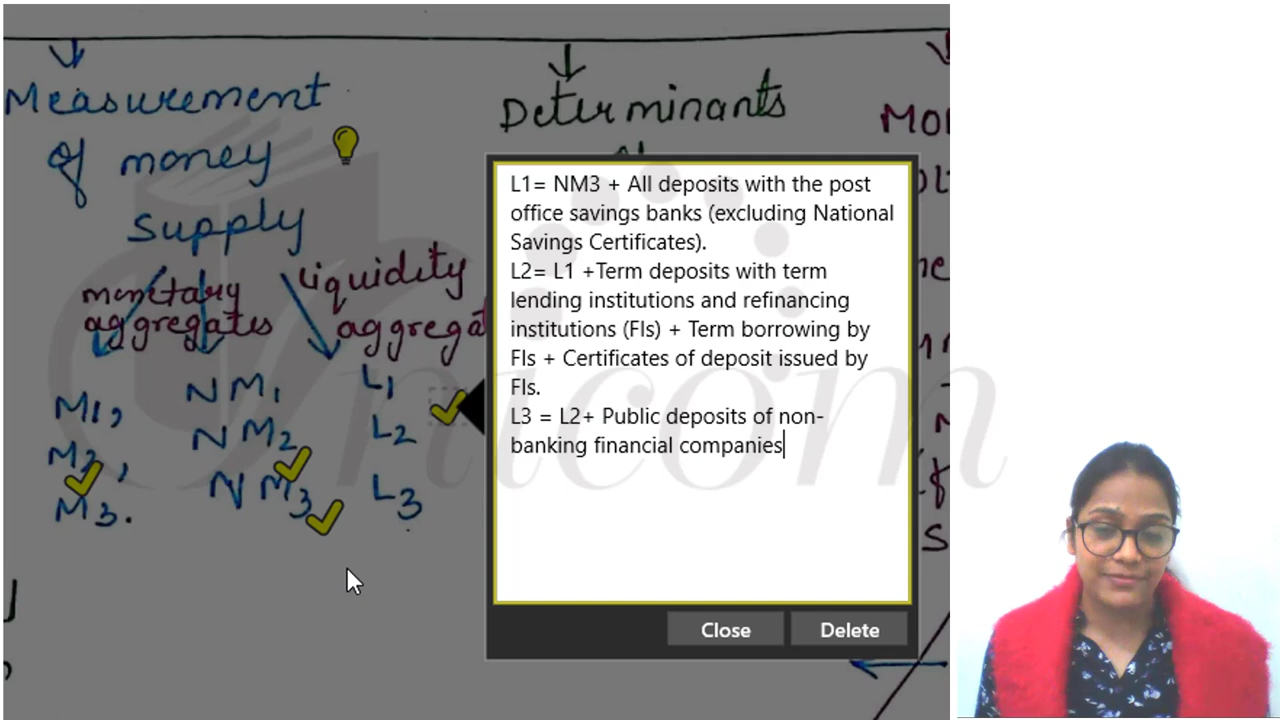 Measurement
of money
supply
monetary
aggregates
liquidity
aggrega
M1,
M2,
M3.
NM1
NM2
NM3
L1
L2
L3
Determinants
L1= NM3 + All deposits with the post
office savings banks (excluding National
Savings Certificates).
L2= L1 +Term deposits with term
lending institutions and refinancing
institutions (FIs) + Term borrowing by
FIs + Certificates of deposit issued by
FIs.
L3 = L2+ Public deposits of non-
banking financial companies
Close
Delete